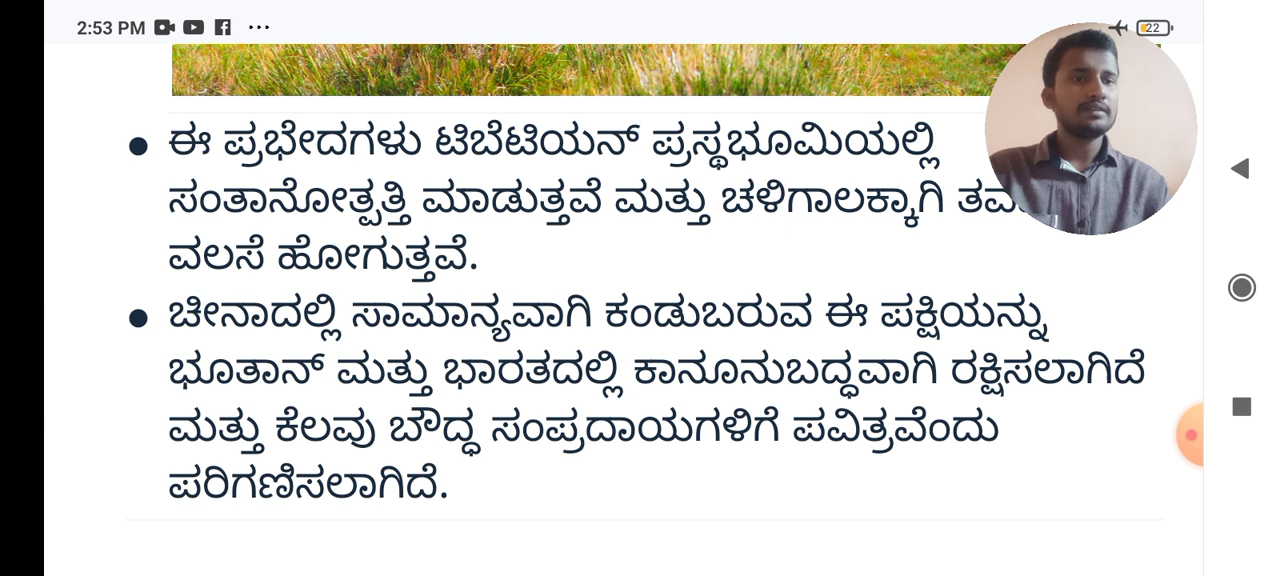 2:53 PM
22
ಈ ಪ್ರಭೇದಗಳು ಟಿಬೆಟಿಯನ್ ಪ್ರಸ್ಥಭೂಮಿಯಲ್ಲಿ
ಸಂತಾನೋತ್ಪತ್ತಿ ಮಾಡುತ್ತವೆ ಮತ್ತು ಚಳಿಗಾಲಕ್ಕಾಗಿ
ವಲಸೆ ಹೋಗುತ್ತವೆ.
ಚೀನಾದಲ್ಲಿ ಸಾಮಾನ್ಯವಾಗಿ ಕಂಡುಬರುವ ಈ ಪಕ್ಷಿಯನ್ನು
ಭೂತಾನ್ ಮತ್ತು ಭಾರತದಲ್ಲಿ ಕಾನೂನುಬದ್ಧವಾಗಿ ರಕ್ಷಿಸಲಾಗಿದೆ
ಮತ್ತು ಕೆಲವು ಬೌದ್ಧ ಸಂಪ್ರದಾಯಗಳಿಗೆ ಪವಿತ್ರವೆಂದು
ಪರಿಗಣಿಸಲಾಗಿದೆ.